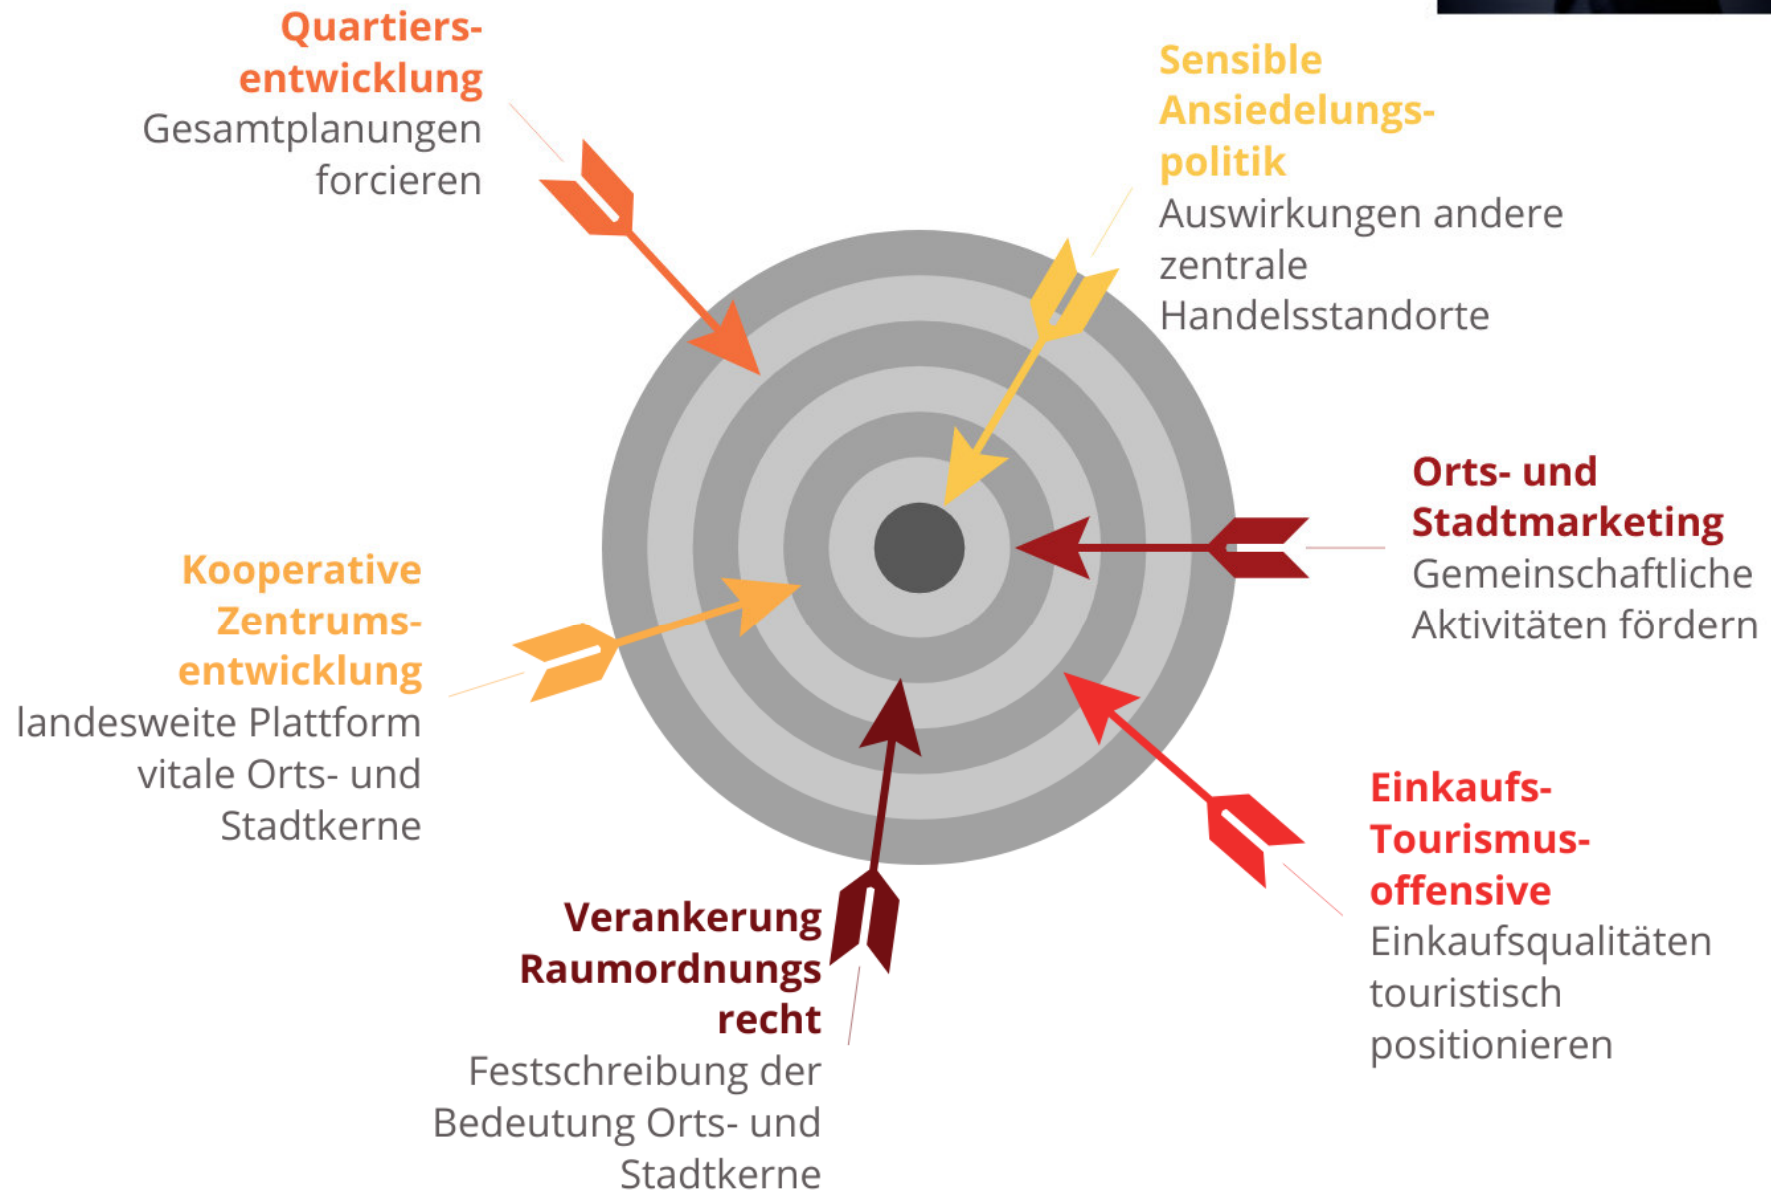 Quartiers-
entwicklung
Gesamtplanungen
forcieren
Sensible
Ansiedelungs-
politik
Auswirkungen andere
zentrale
Handelsstandorte
Orts- und
Stadtmarketing
Gemeinschaftliche
Aktivitäten fördern
Kooperative
Zentrums-
entwicklung
landesweite Plattform
vitale Orts- und
Stadtkerne
Einkaufs-
Tourismus-
offensive
Einkaufsqualitäten
touristisch
positionieren
Verankerung
Raumordnungs
recht
Festschreibung der
Bedeutung Orts- und
Stadtkerne